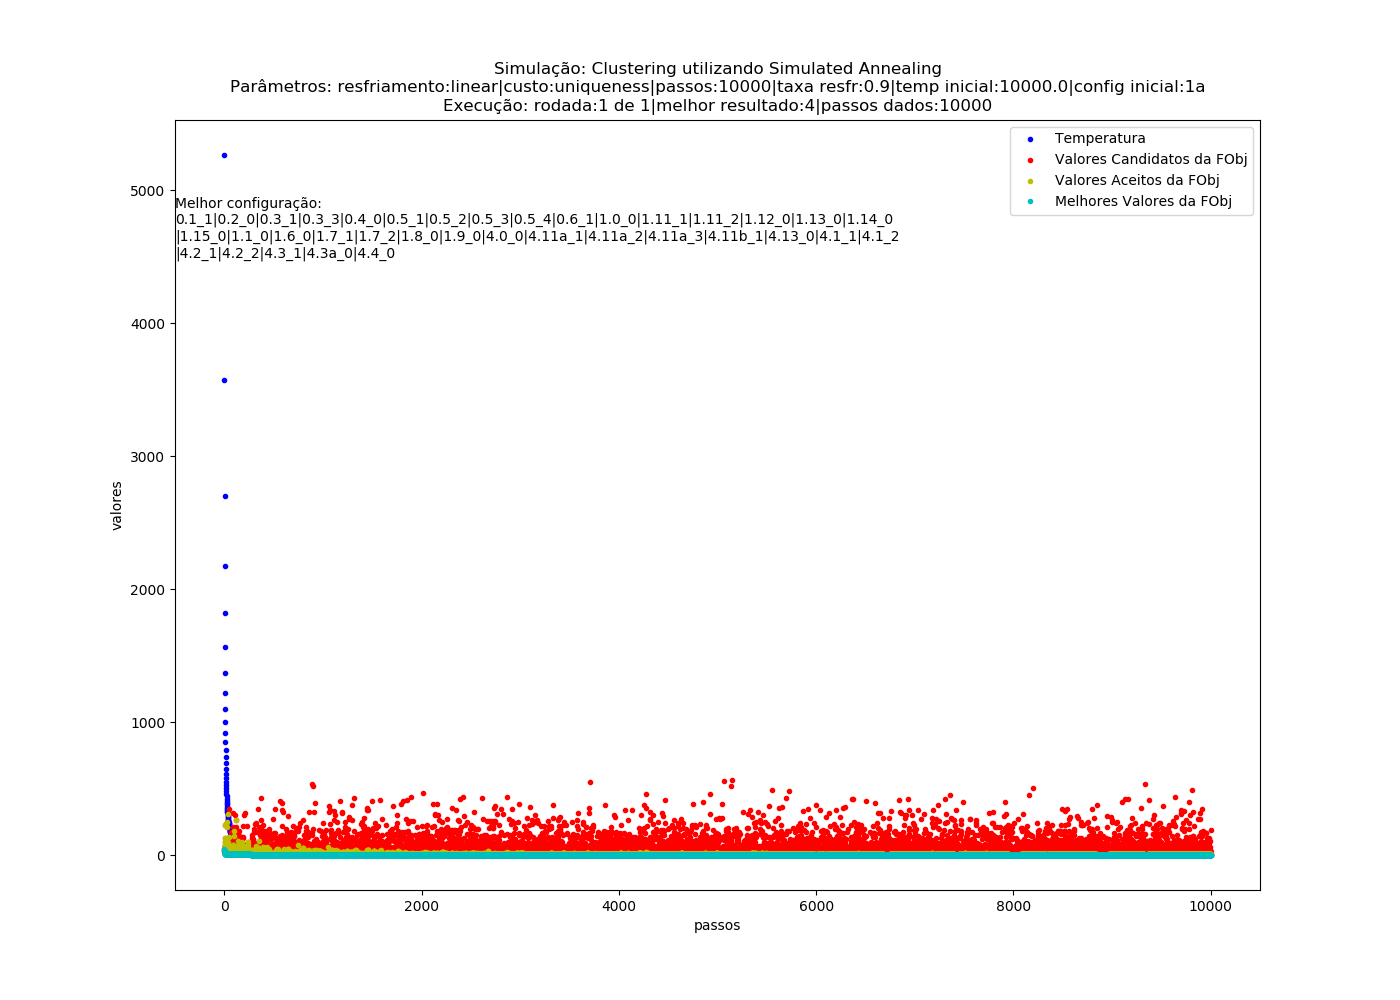 Simulação: Clustering utilizando Simulated Annealing
Parâmetros: resfriamento:linear|custo:uniqueness|passos:10000|taxa resfr:0.9|temp inicial:10000.0|config inicial:1a
Execução: rodada:1 de 1|melhor resultado:4|passos dados:10000
Temperatura
Valores Candidatos da FObj
Valores Aceitos da FObj
Melhores Valores da FObj
Melhor configuração:
0.1_1|0.2_0|0.3_1|0.3_3|0.4_0|0.5_1|0.5_2|0.5_3|0.5_4|0.6_1|1.0_0|1.11_1|1.11_2|1.12_0|1.13_0|1.14_0
|1.15_0|1.1_0|1.6_0|1.7_1|1.7_2|1.8_0|1.9_0|4.0_0|4.11a_1|4.11a_2|4.11a_3|4.11b_1|4.13_0|4.1_1|4.1_2
|4.2_1|4.2_2|4.3_1|4.3a_0|4.4_0
valores
5000
4000
3000
2000
1000
0
0
2000
4000
6000
8000
10000
passos